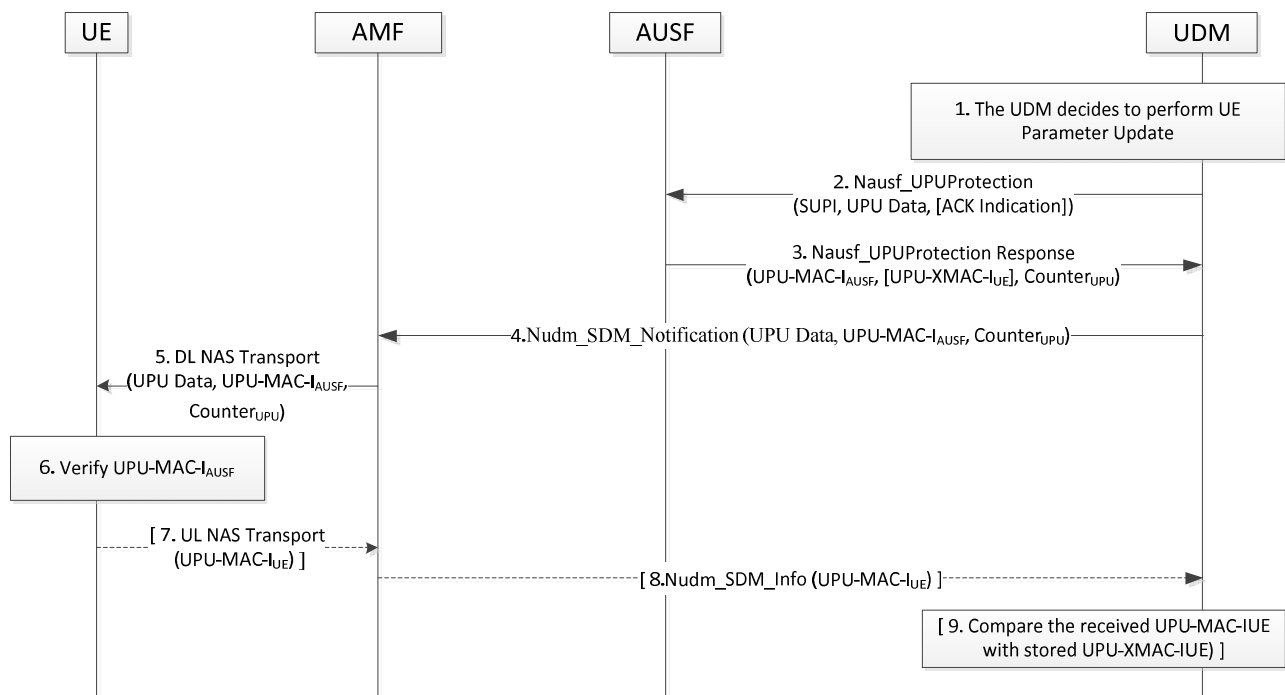 UE
AMF
AUSF
UDM
1. The UDM decides to perform UE
Parameter Update
2. Nausf_UPUProtection
(SUPI, UPU Data, [ACK Indication])
3. Nausf_UPUProtection Response
(UPU-MAC-IAUSF, [UPU-XMAC-IUE], CounterUPU)
4.Nudm_SDM_Notification (UPU Data, UPU-MAC-IAUSF, CounterUPU)
5. DL NAS Transport
(UPU Data, UPU-MAC-IAUSF,
CounterUPU)
6. Verify UPU-MAC-IAUSF
[ 7. UL NAS Transport
(UPU-MAC-IUE) ]
[ 8.Nudm_SDM_Info (UPU-MAC-IUE) ]
[ 9. Compare the received UPU-MAC-IUE
with stored UPU-XMAC-IUE) ]